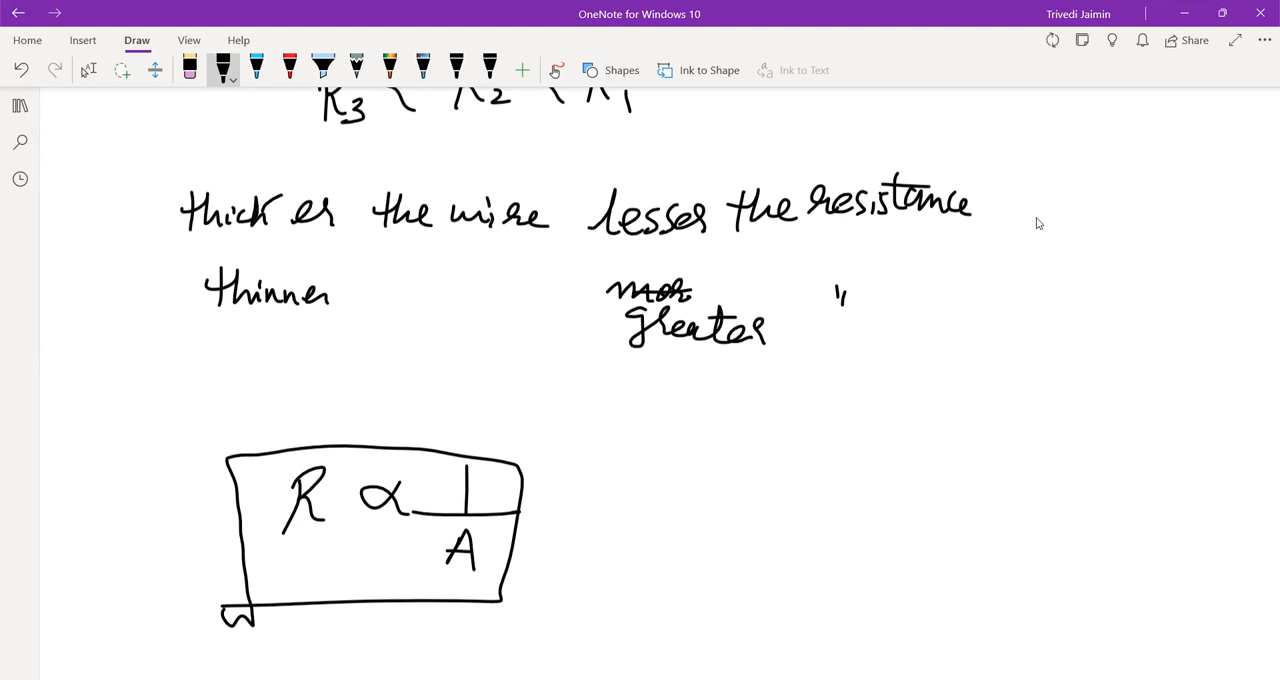 OneNote for Windows 10
Trivedi Jaimin
Home Insert Draw View Help
Share
Shapes Ink to Shape Ink to Text
R3 < R2 < R1
thicker the wire lesser the resistance
thinner
greater "
R ∝ 1
A